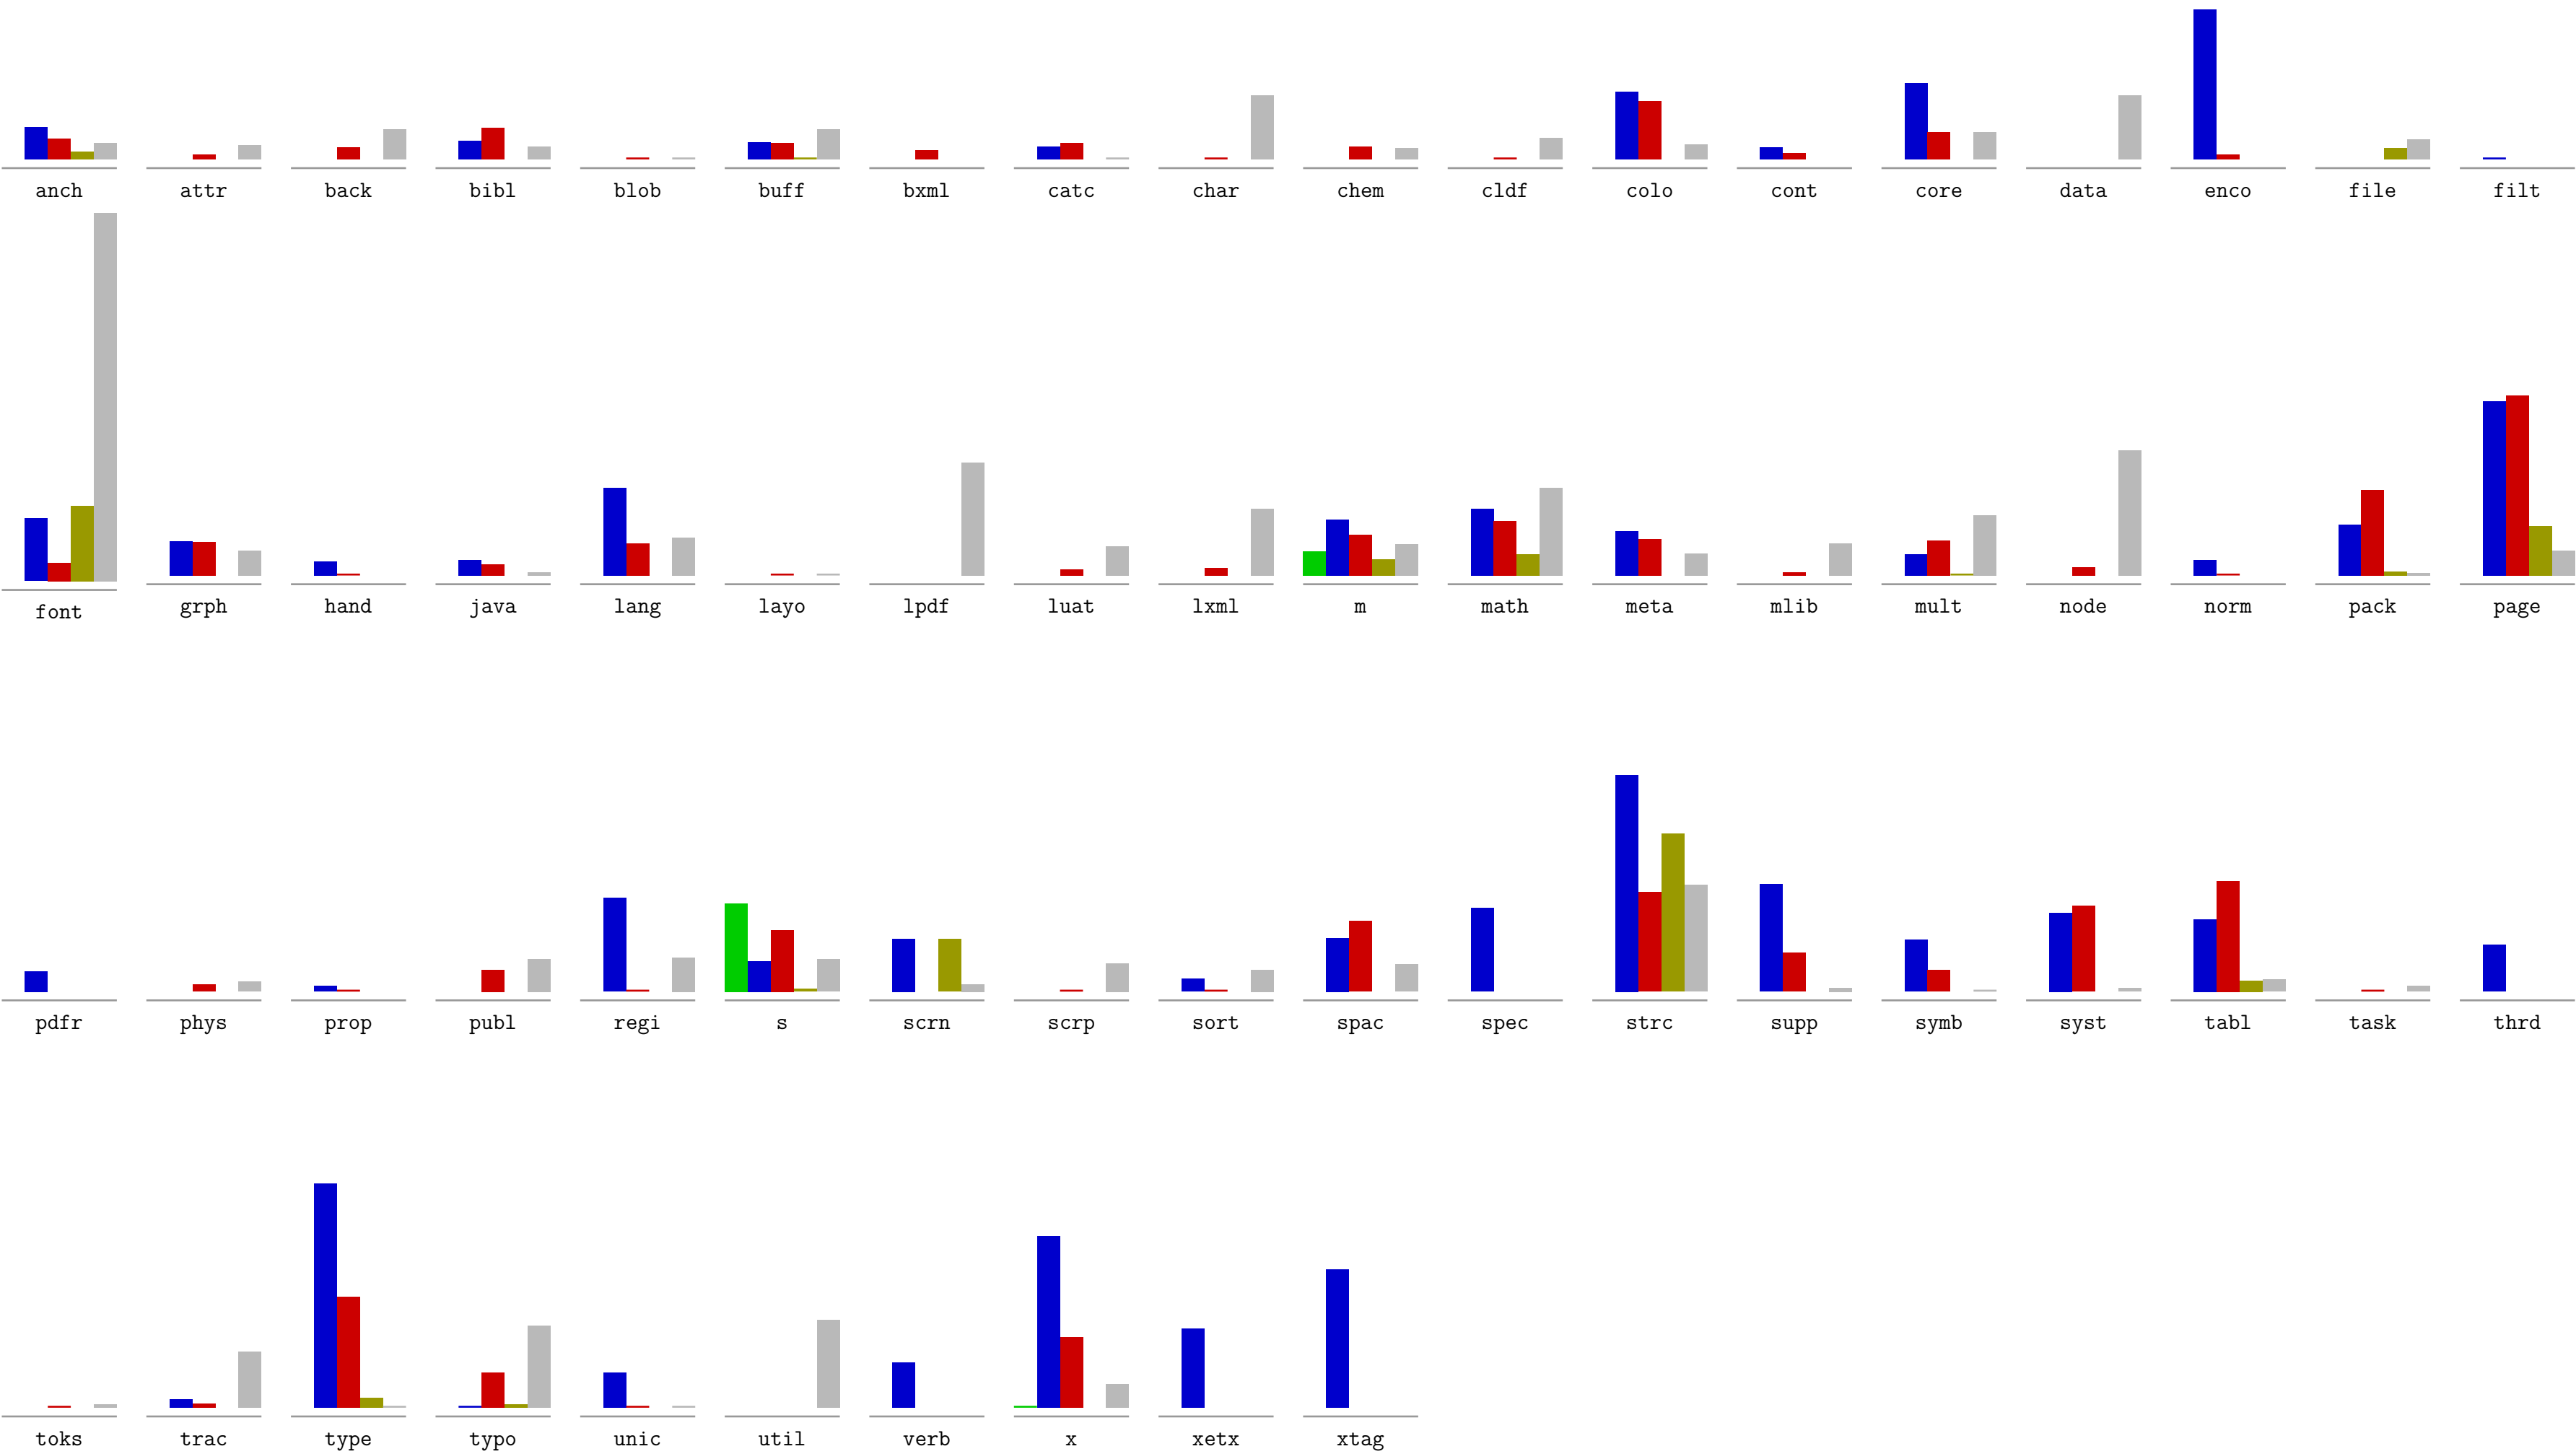 anch attr back bibl blob buff bxml catc char chem cldf colo cont core data enco file filt
font grph hand java lang layo lpdf luat lxml m math meta mlib mult node norm pack page
pdfr phys prop publ regi s scrn scrp sort spac spec strc supp symb syst tabl task thrd
toks trac type typo unic util verb x xetx xtag